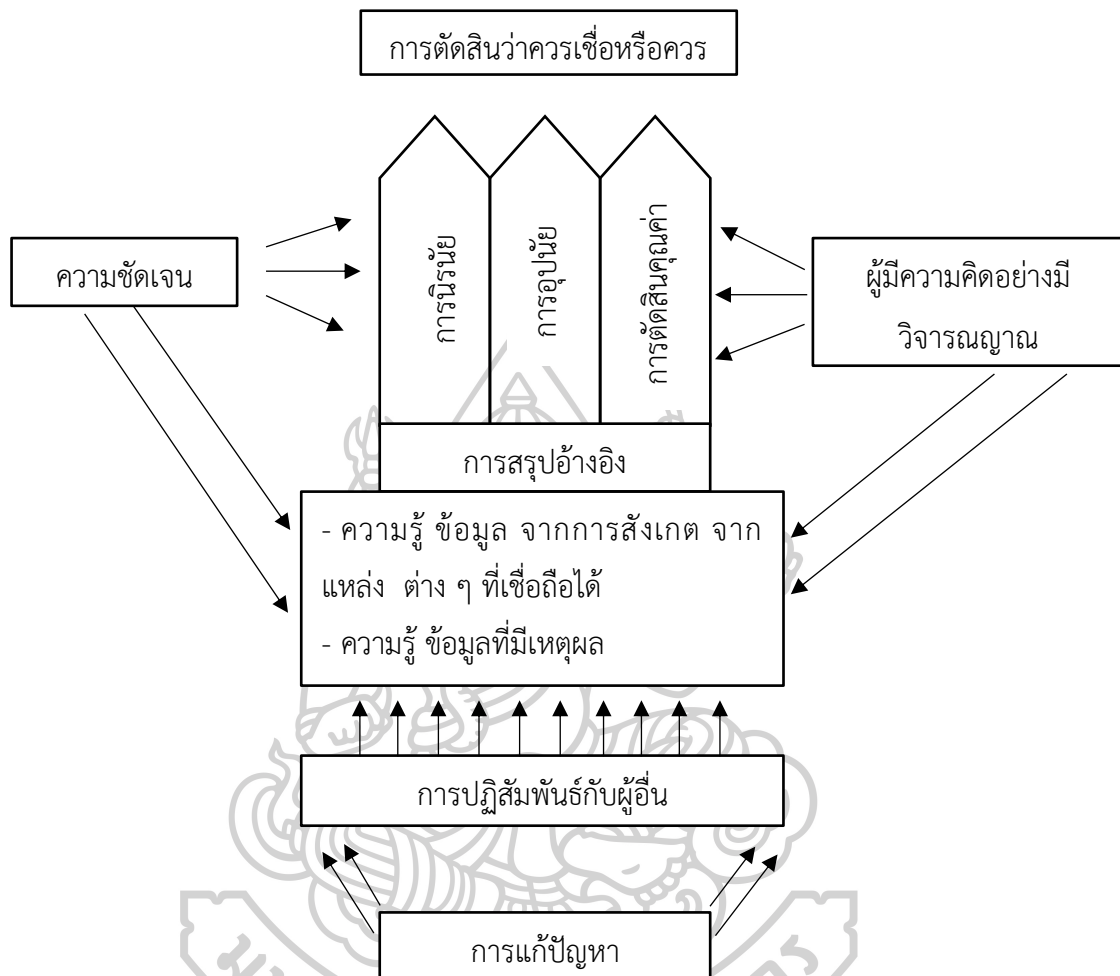 การตัดสินว่าควรเชื่อหรือควร
การนิรนัย
การอุปนัย
การตัดสินคุณค่า
ความชัดเจน
ผู้มีความคิดอย่างมี
วิจารณญาณ
การสรุปอ้างอิง
- ความรู้ ข้อมูล จากการสังเกต จาก
แหล่ง ต่าง ๆ ที่เชื่อถือได้
- ความรู้ ข้อมูลที่มีเหตุผล
การปฏิสัมพันธ์กับผู้อื่น
การแก้ปัญหา